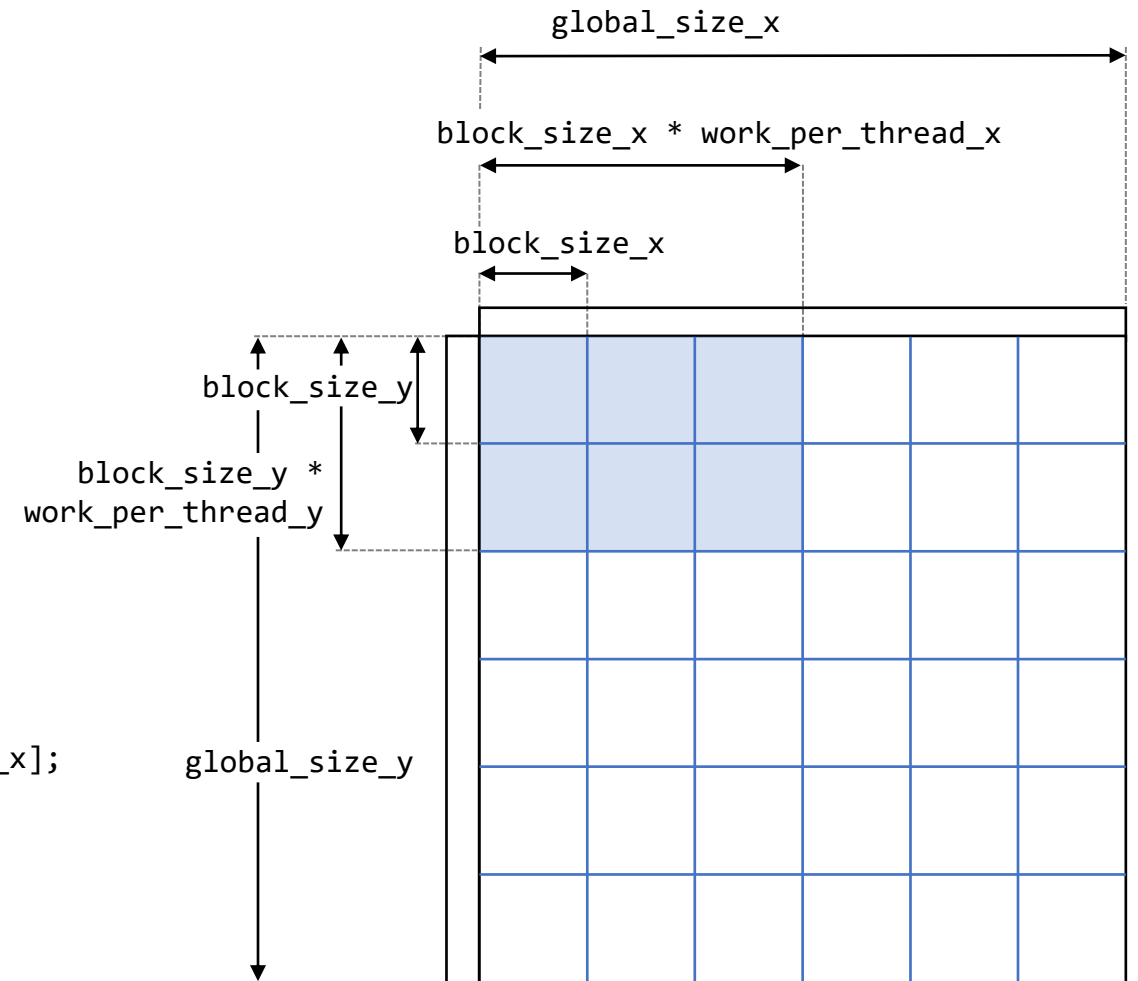 global_size_x
block_size_x * work_per_thread_x
block_size_x
block_size_y
block_size_y *
work_per_thread_y
_x];
global_size_y